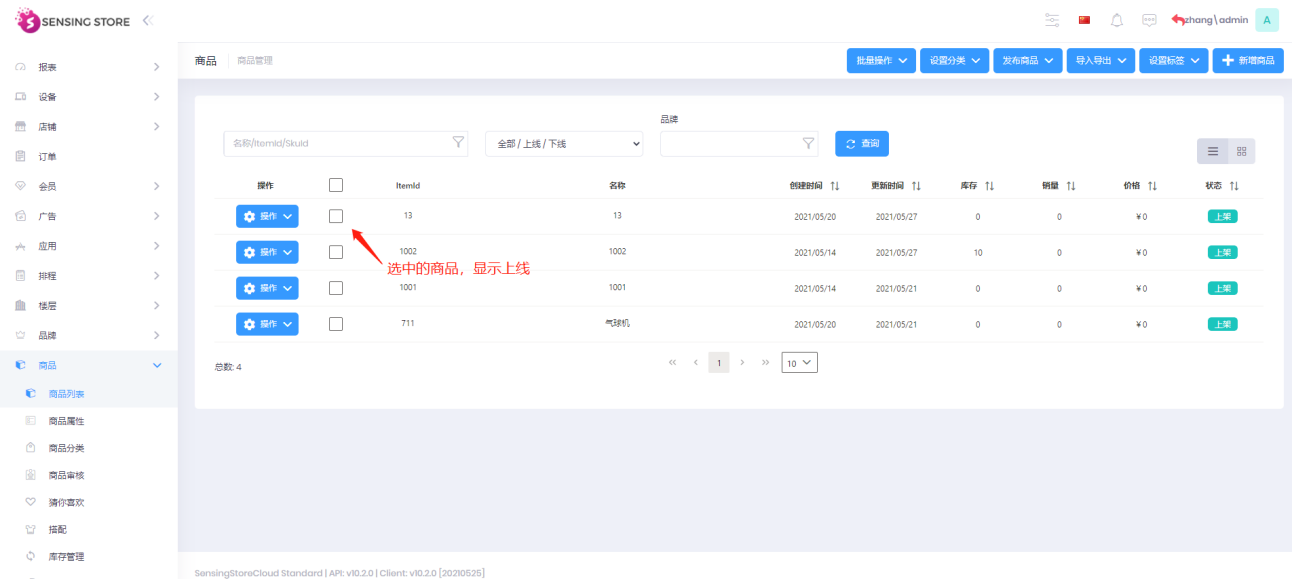 SENSING STORE
zhang\admin A
报表
设备
店铺
订单
会员
广告
应用
排程
楼层
品牌
商品
商品列表
商品属性
商品分类
商品审核
猜你喜欢
搭配
库存管理
商品 商品管理 批量操作 设置分类 发布商品 导入导出 设置标签 新增商品
品牌
名称/ItemId/SkuId 全部 / 上线 / 下线 查询
操作 ItemId 名称 创建时间 更新时间 库存 销量 价格 状态
操作 13 13 2021/05/20 2021/05/27 0 0 ¥0 上架
操作 1002 1002 2021/05/14 2021/05/27 10 0 ¥0 上架
选中的商品，显示上线
操作 1001 1001 2021/05/14 2021/05/21 0 0 ¥0 上架
操作 711 气球机 2021/05/20 2021/05/21 0 0 ¥0 上架
总数: 4 « ‹ 1 › » 10
SensingStoreCloud Standard | API: v10.2.0 | Client: v10.2.0 [20210525]